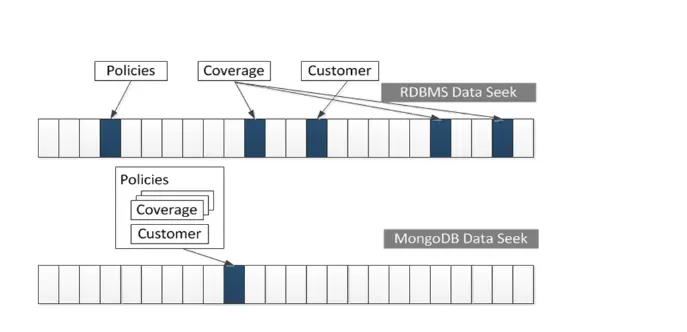 Policies
Coverage
Customer
RDBMS Data Seek
Policies
Coverage
Customer
MongoDB Data Seek